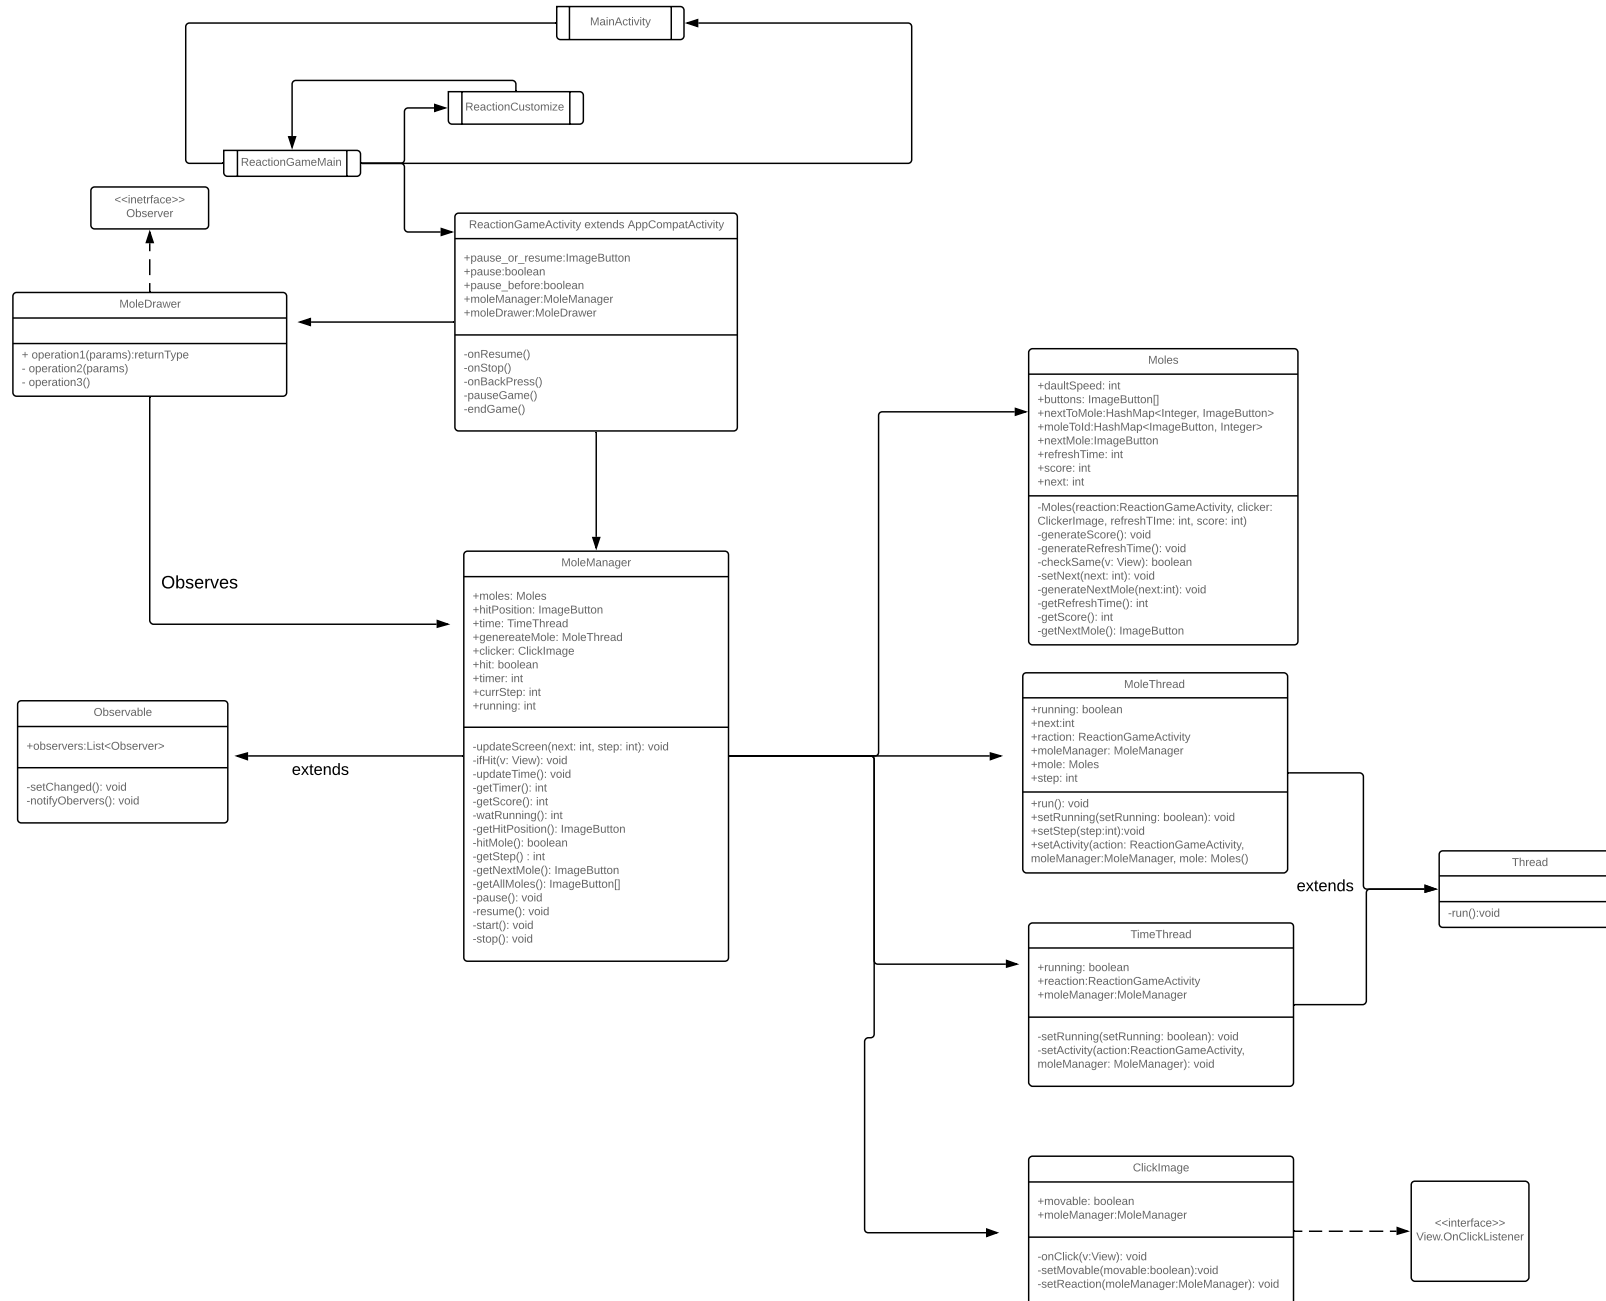 MainActivity
ReactionCustomize
ReactionGameMain
<<inetrface>>
Observer
ReactionGameActivity extends AppCompatActivity
+pause_or_resume:ImageButton
+pause:boolean
+pause_before:boolean
+moleManager:MoleManager
+moleDrawer:MoleDrawer
-onResume()
-onStop()
-onBackPress()
-pauseGame()
-endGame()
MoleDrawer
+ operation1(params):returnType
- operation2(params)
- operation3()
Observes
Moles
+daultSpeed: int
+buttons: ImageButton[]
+nextToMole:HashMap<Integer, ImageButton>
+moleToId:HashMap<ImageButton, Integer>
+nextMole:ImageButton
+refreshTime: int
+score: int
+next: int
-Moles(reaction:ReactionGameActivity, clicker:
ClickerImage, refreshTIme: int, score: int)
-generateScore(): void
-generateRefreshTime(): void
-checkSame(v: View): boolean
-setNext(next: int): void
-generateNextMole(next:int): void
-getRefreshTime(): int
-getScore(): int
-getNextMole(): ImageButton
MoleManager
+moles: Moles
+hitPosition: ImageButton
+time: TimeThread
+genereateMole: MoleThread
+clicker: ClickImage
+hit: boolean
+timer: int
+currStep: int
+running: int
-updateScreen(next: int, step: int): void
-ifHit(v: View): void
-updateTime(): void
-getTimer(): int
-getScore(): int
-watRunning(): int
-getHitPosition(): ImageButton
-hitMole(): boolean
-getStep() : int
-getNextMole(): ImageButton
-getAllMoles(): ImageButton[]
-pause(): void
-resume(): void
-start(): void
-stop(): void
Observable
+observers:List<Observer>
-setChanged(): void
-notifyObervers(): void
extends
MoleThread
+running: boolean
+next:int
+raction: ReactionGameActivity
+moleManager: MoleManager
+mole: Moles
+step: int
+run(): void
+setRunning(setRunning: boolean): void
+setStep(step:int):void
+setActivity(action: ReactionGameActivity,
moleManager:MoleManager, mole: Moles()
extends
Thread
-run():void
TimeThread
+running: boolean
+reaction:ReactionGameActivity
+moleManager:MoleManager
-setRunning(setRunning: boolean): void
-setActivity(action:ReactionGameActivity,
moleManager: MoleManager): void
ClickImage
+movable: boolean
+moleManager:MoleManager
-onClick(v:View): void
-setMovable(movable:boolean):void
-setReaction(moleManager:MoleManager): void
<<interface>>
View.OnClickListener